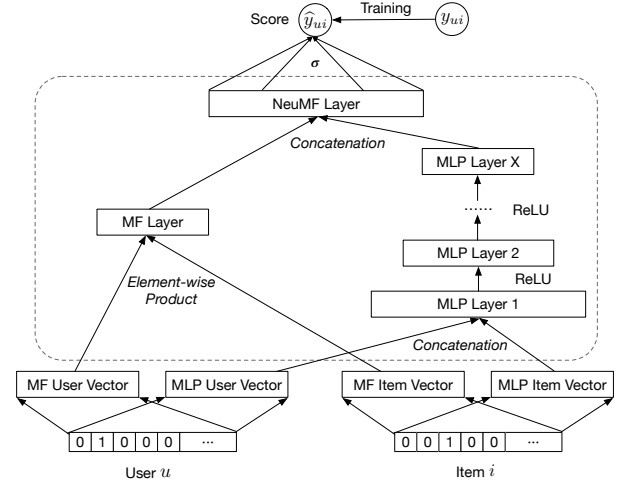 Score ŷui Training yui
σ
NeuMF Layer
Concatenation
MLP Layer X
...... ReLU
MF Layer
MLP Layer 2
Element-wise
Product
ReLU
MLP Layer 1
Concatenation
MF User Vector MLP User Vector MF Item Vector MLP Item Vector
0 1 0 0 0 ... 0 0 1 0 0 ...
User u Item i